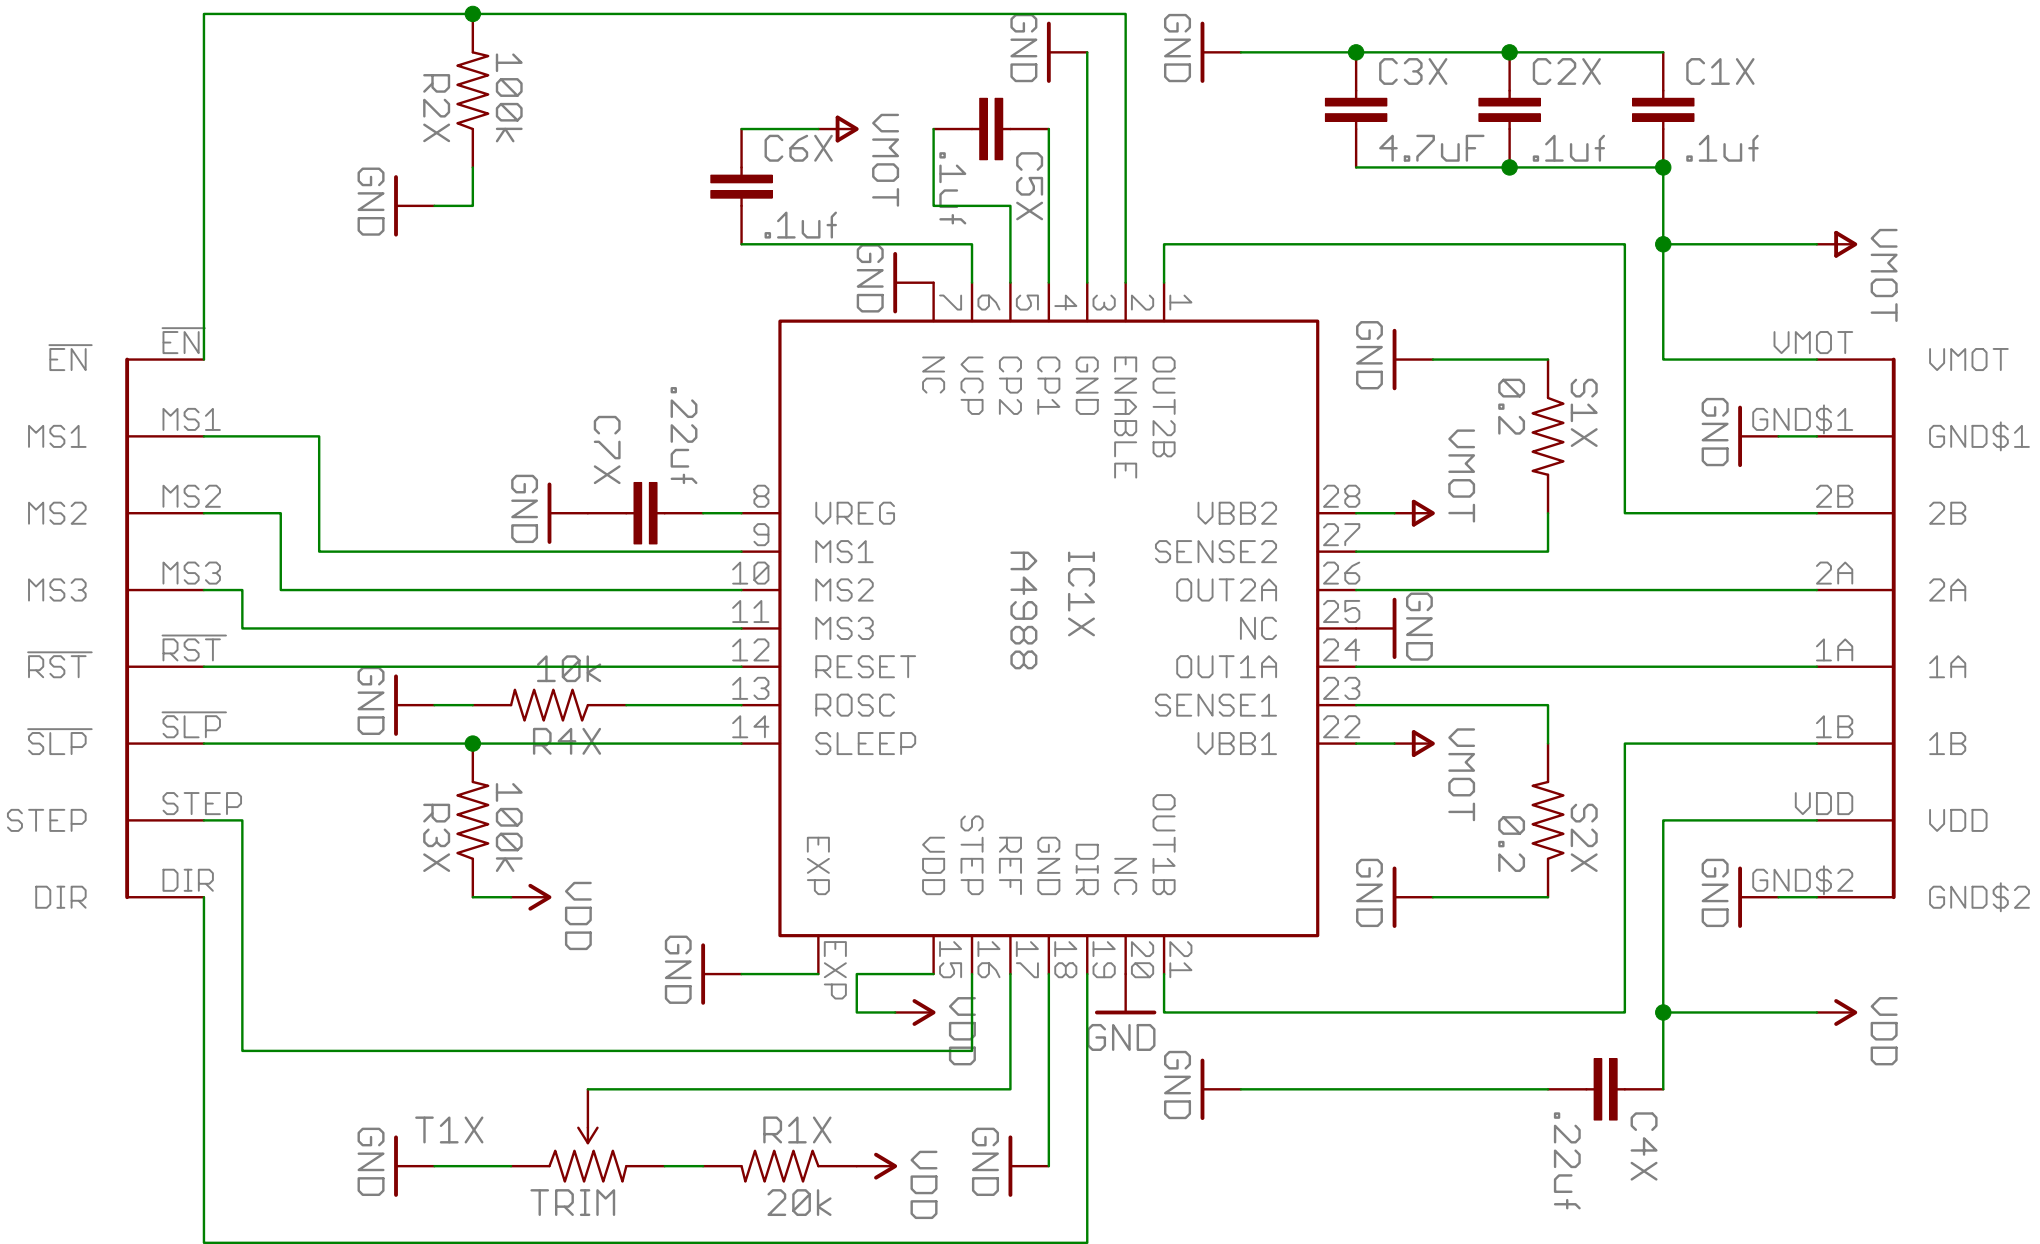 GND
GND
100k
R2X
C3X
C2X
C1X
4.7uF
.1uf
.1uf
C6X
VMOT
.1uf
C5X
.1uf
GND
GND
VMOT
7
6
5
4
3
2
1
EN
EN
MS1
MS1
MS2
MS2
MS3
MS3
RST
RST
SLP
SLP
STEP
STEP
DIR
DIR
C7X
.22uf
GND
10k
GND
R4X
100k
R3X
VDD
NC
VCP
CP2
CP1
GND
ENABLE
OUT2B
8
VREG
9
MS1
10
MS2
11
MS3
12
RESET
13
ROSC
14
SLEEP
IC1X
A4988
VBB2
28
SENSE2
27
OUT2A
26
NC
25
OUT1A
24
SENSE1
23
VBB1
22
EXP
VDD
STEP
REF
GND
DIR
NC
OUT1B
EXP
15
16
17
18
19
20
21
GND
S1X
0.2
VMOT
GND
VMOT
S2X
0.2
GND
VMOT
VMOT
GND
GND$1
GND$1
2B
2B
2A
2A
1A
1A
1B
1B
VDD
VDD
GND
GND$2
GND$2
GND
VDD
GND
VDD
GND
C4X
.22uf
GND
T1X
TRIM
R1X
20k
VDD
GND